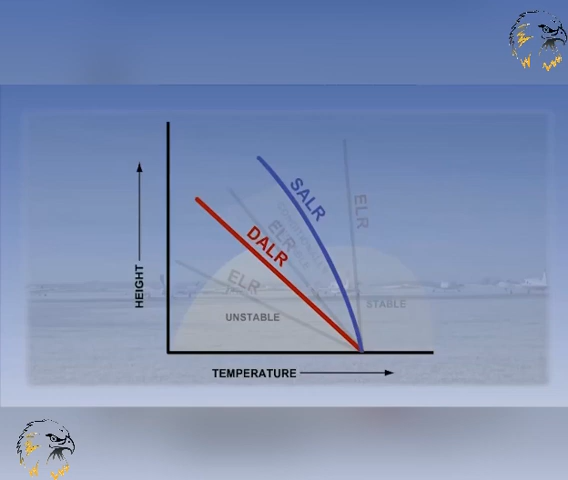 SALR
ELR
DALR
ELR
ELR
STABLE
UNSTABLE
HEIGHT
TEMPERATURE